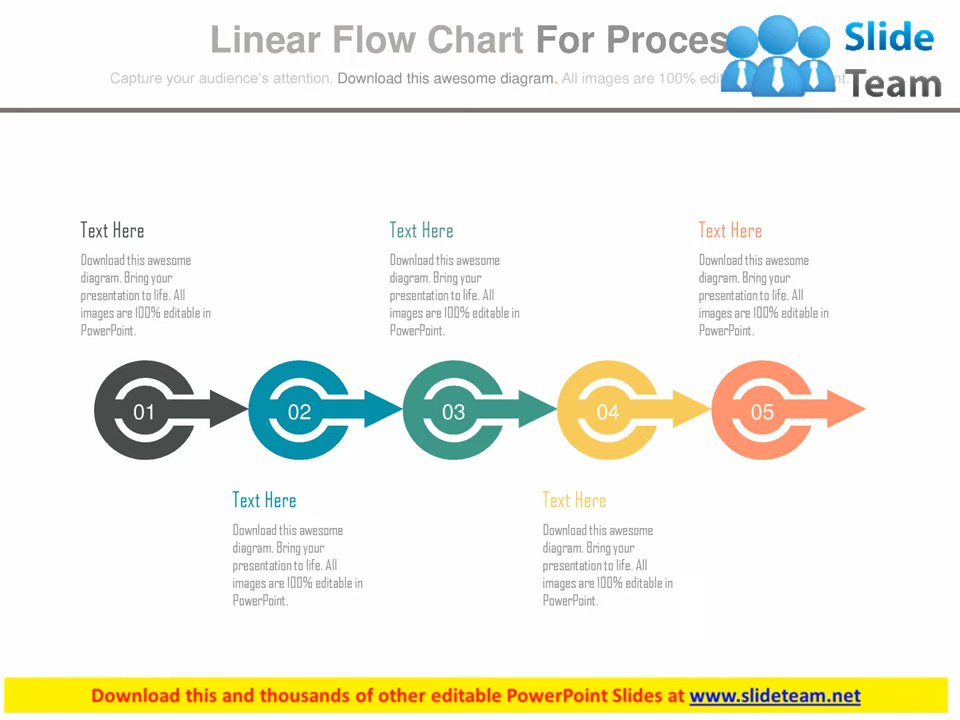 Linear Flow Chart For Proces
Slide
Team
Capture your audience's attention. Download this awesome diagram. All images are 100%
Text Here
Download this awesome
diagram. Bring your
presentation to life. All
images are 100% editable in
PowerPoint.
Text Here
Download this awesome
diagram. Bring your
presentation to life. All
images are 100% editable in
PowerPoint.
Text Here
Download this awesome
diagram. Bring your
presentation to life. All
images are 100% editable in
PowerPoint.
01
02
03
04
05
Text Here
Download this awesome
diagram. Bring your
presentation to life. All
images are 100% editable in
PowerPoint.
Text Here
Download this awesome
diagram. Bring your
presentation to life. All
images are 100% editable in
PowerPoint.
Download this and thousands of other editable PowerPoint Slides at www.slideteam.net